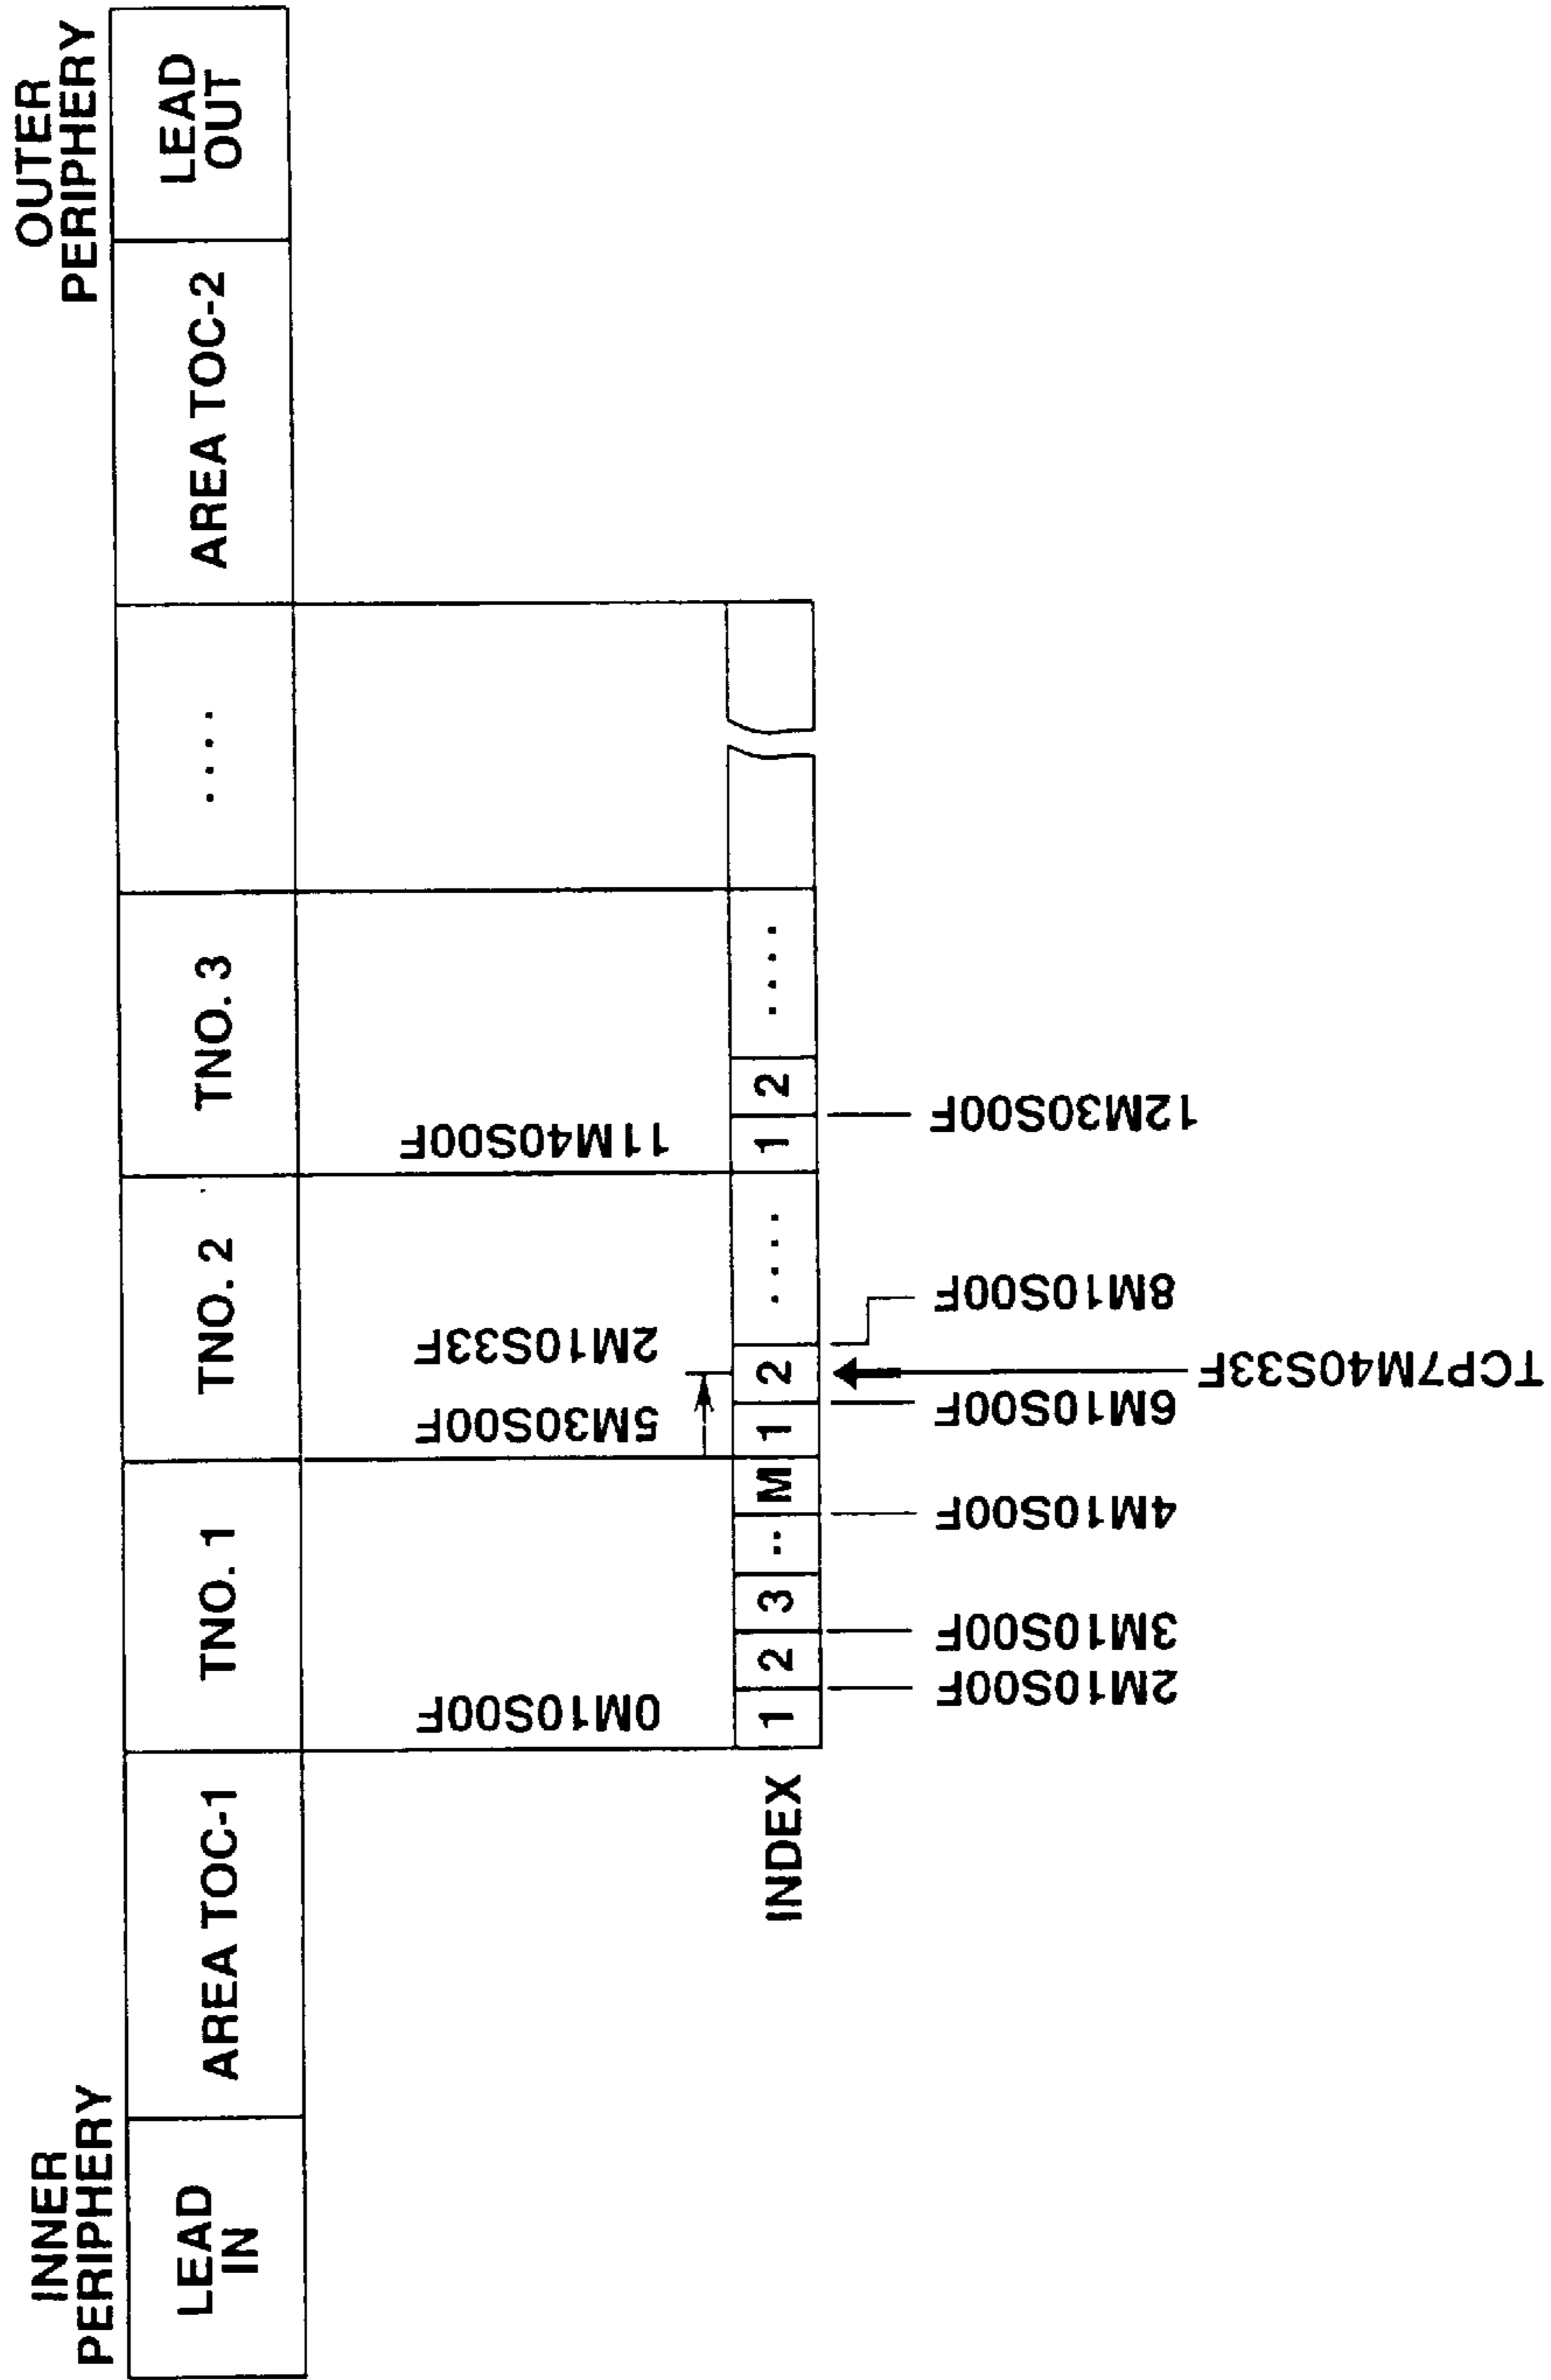 INNER
PERIPHERY
OUTER
PERIPHERY
LEAD
IN
AREA TOC-1
TNO. 1
TNO. 2
TNO. 3
....
AREA TOC-2
LEAD
OUT
0M10S00F
5M30S00F
2M10S33F
11M40S00F
INDEX
1
2
3
..
M
1
2
....
1
2
....
2M10S00F
3M10S00F
4M10S00F
6M10S00F
TCP7M40S33F
8M10S00F
12M30S00F